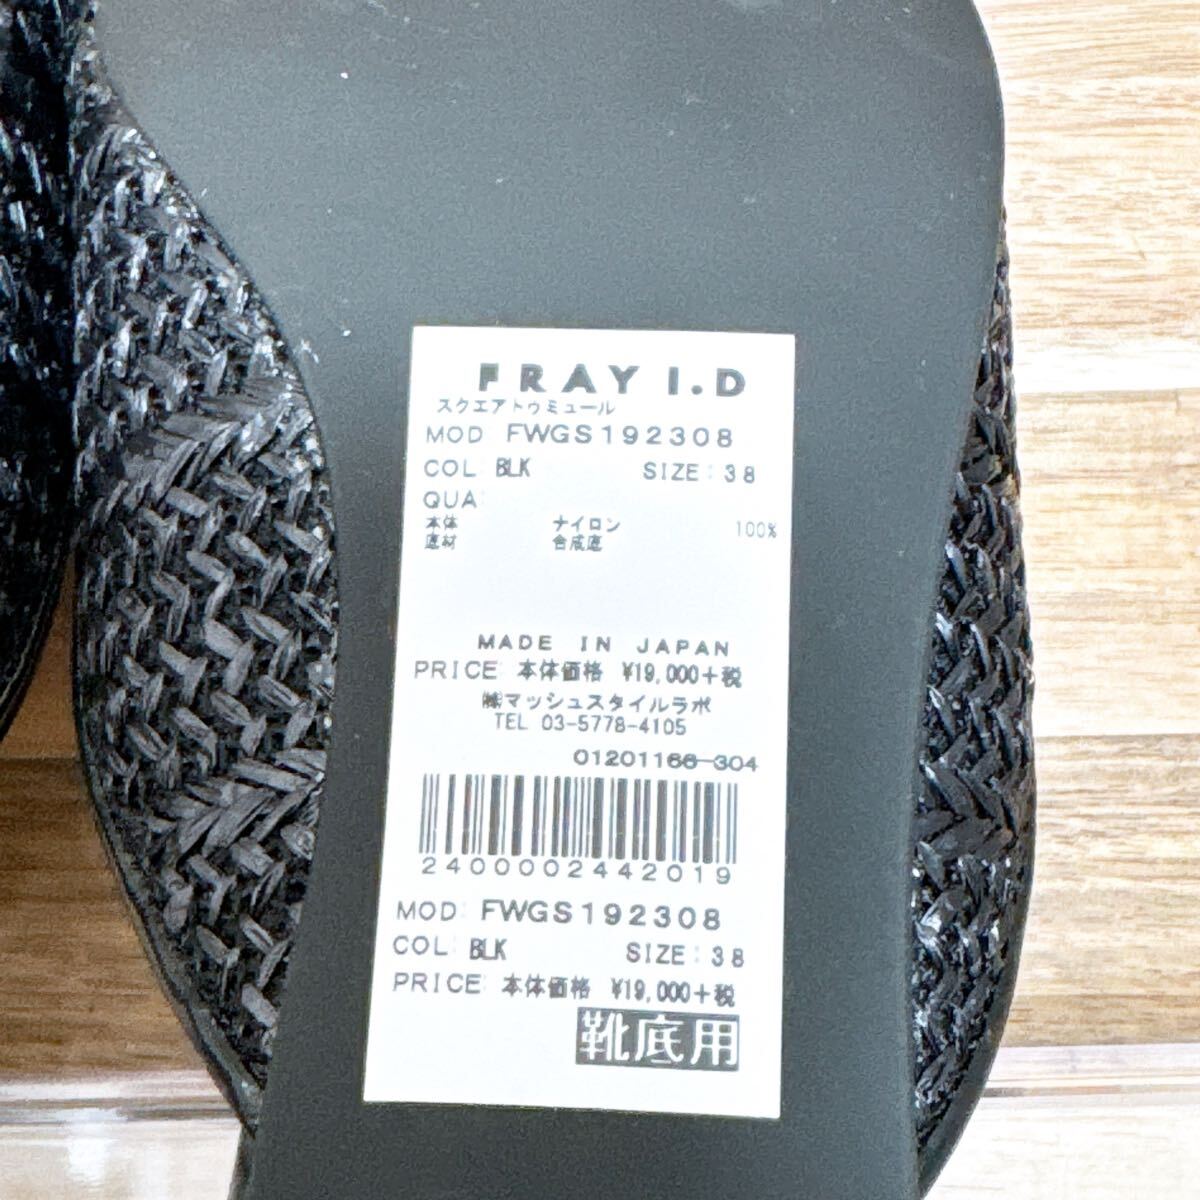 FRAY I.D
スクエアトゥミュール
MOD: FWGS192308
COL: BLK SIZE:38
QUA:
本体 ナイロン 100%
底材 合成底
MADE IN JAPAN
PRICE: 本体価格 ¥19,000+税
㈱マッシュスタイルラボ
TEL 03-5778-4105
01201166-304
2400002442019
MOD: FWGS192308
COL: BLK SIZE:38
PRICE: 本体価格 ¥19,000+税
靴底用